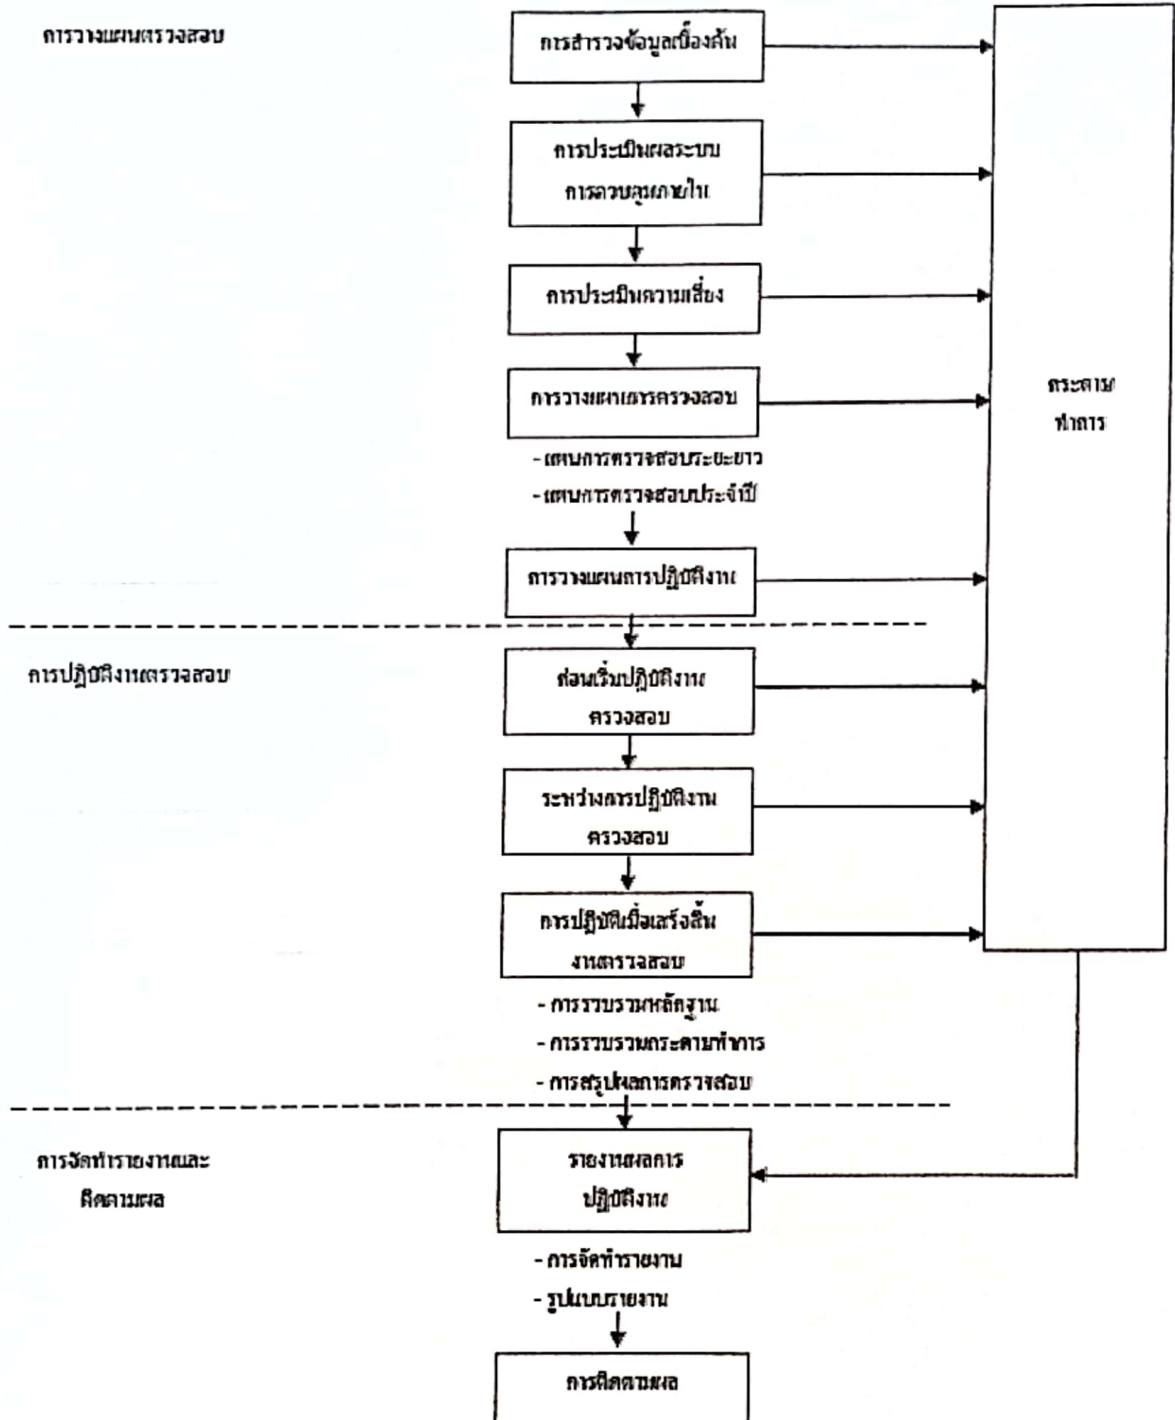 การวางแผนตรวจสอบ
การสำรวจข้อมูลเบื้องต้น
การประเมินผลระบบ
การควบคุมภายใน
การประเมินความเสี่ยง
การวางแผนการตรวจสอบ
- แผนการตรวจสอบระยะยาว
- แผนการตรวจสอบประจำปี
การวางแผนการปฏิบัติงาน
กระดาษ
ทำการ
การปฏิบัติงานตรวจสอบ
ก่อนเริ่มปฏิบัติงาน
ตรวจสอบ
ระหว่างการปฏิบัติงาน
ตรวจสอบ
การปฏิบัติเมื่อเสร็จสิ้น
งานตรวจสอบ
- การรวบรวมหลักฐาน
- การรวบรวมกระดาษทำการ
- การสรุปผลการตรวจสอบ
การจัดทำรายงานและ
ติดตามผล
รายงานผลการ
ปฏิบัติงาน
- การจัดทำรายงาน
- รูปแบบรายงาน
การติดตามผล